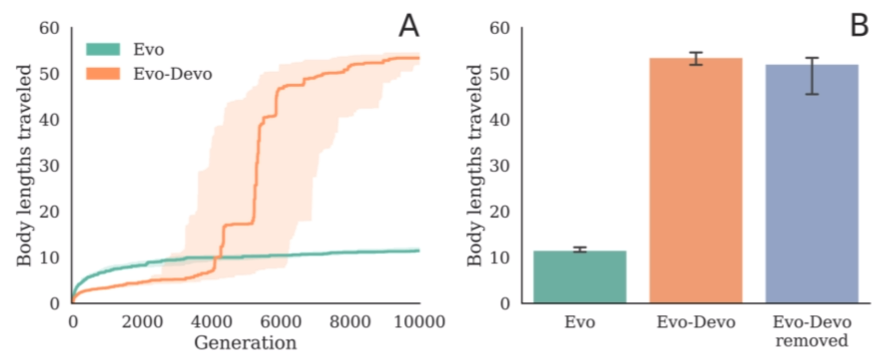 A
60
50
40
30
20
10
0
Body lengths traveled
Evo
Evo-Devo
0 2000 4000 6000 8000 10000
Generation
B
60
50
40
30
20
10
0
Body lengths traveled
Evo Evo-Devo Evo-Devo
removed